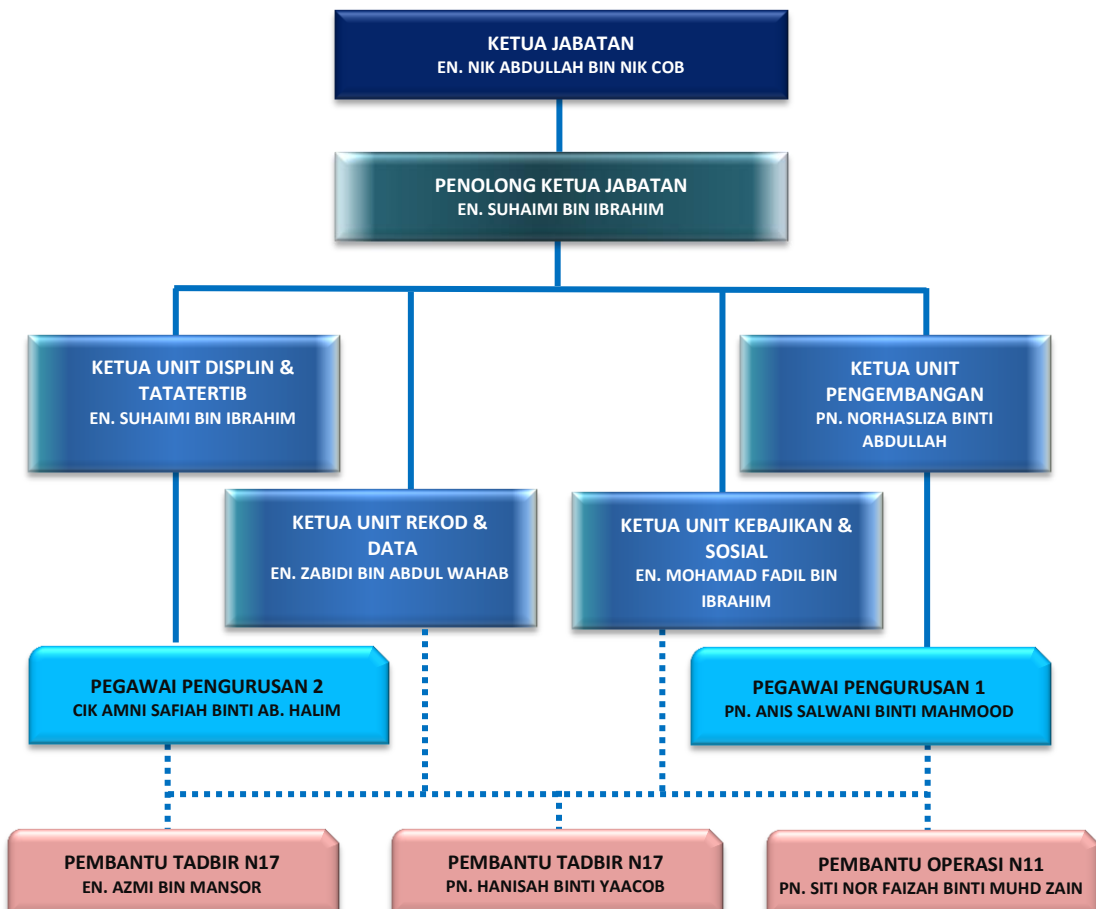 KETUA JABATAN
EN. NIK ABDULLAH BIN NIK COB
PENOLONG KETUA JABATAN
EN. SUHAIMI BIN IBRAHIM
KETUA UNIT DISPLIN &
TATATERTIB
EN. SUHAIMI BIN IBRAHIM
KETUA UNIT
PENGEMBANGAN
PN. NORHASLIZA BINTI
ABDULLAH
KETUA UNIT REKOD &
DATA
EN. ZABIDI BIN ABDUL WAHAB
KETUA UNIT KEBAJIKAN &
SOSIAL
EN. MOHAMAD FADIL BIN
IBRAHIM
PEGAWAI PENGURUSAN 2
CIK AMNI SAFIAH BINTI AB. HALIM
PEGAWAI PENGURUSAN 1
PN. ANIS SALWANI BINTI MAHMOOD
PEMBANTU TADBIR N17
EN. AZMI BIN MANSOR
PEMBANTU TADBIR N17
PN. HANISAH BINTI YAACOB
PEMBANTU OPERASI N11
PN. SITI NOR FAIZAH BINTI MUHD ZAIN